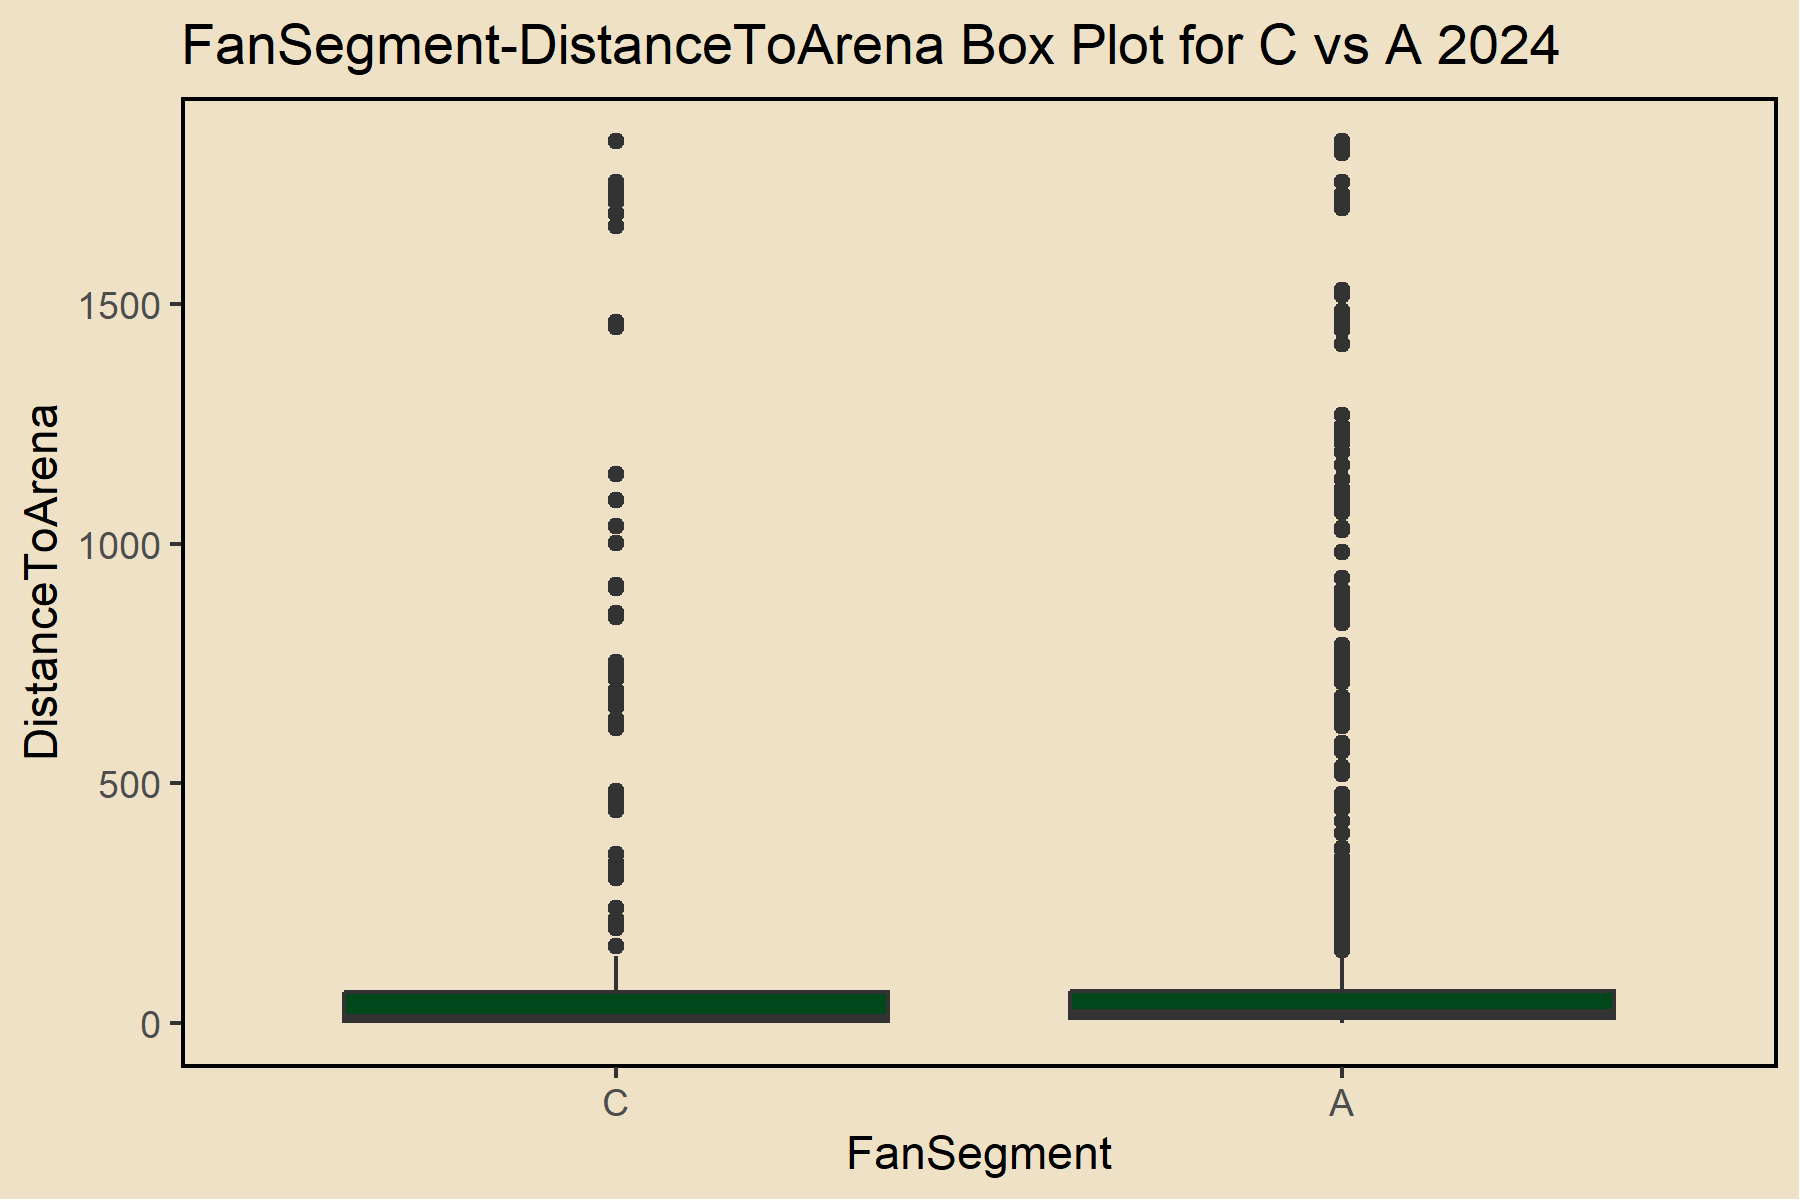 FanSegment-DistanceToArena Box Plot for C vs A 2024
DistanceToArena
1500
1000
500
0
C
A
FanSegment